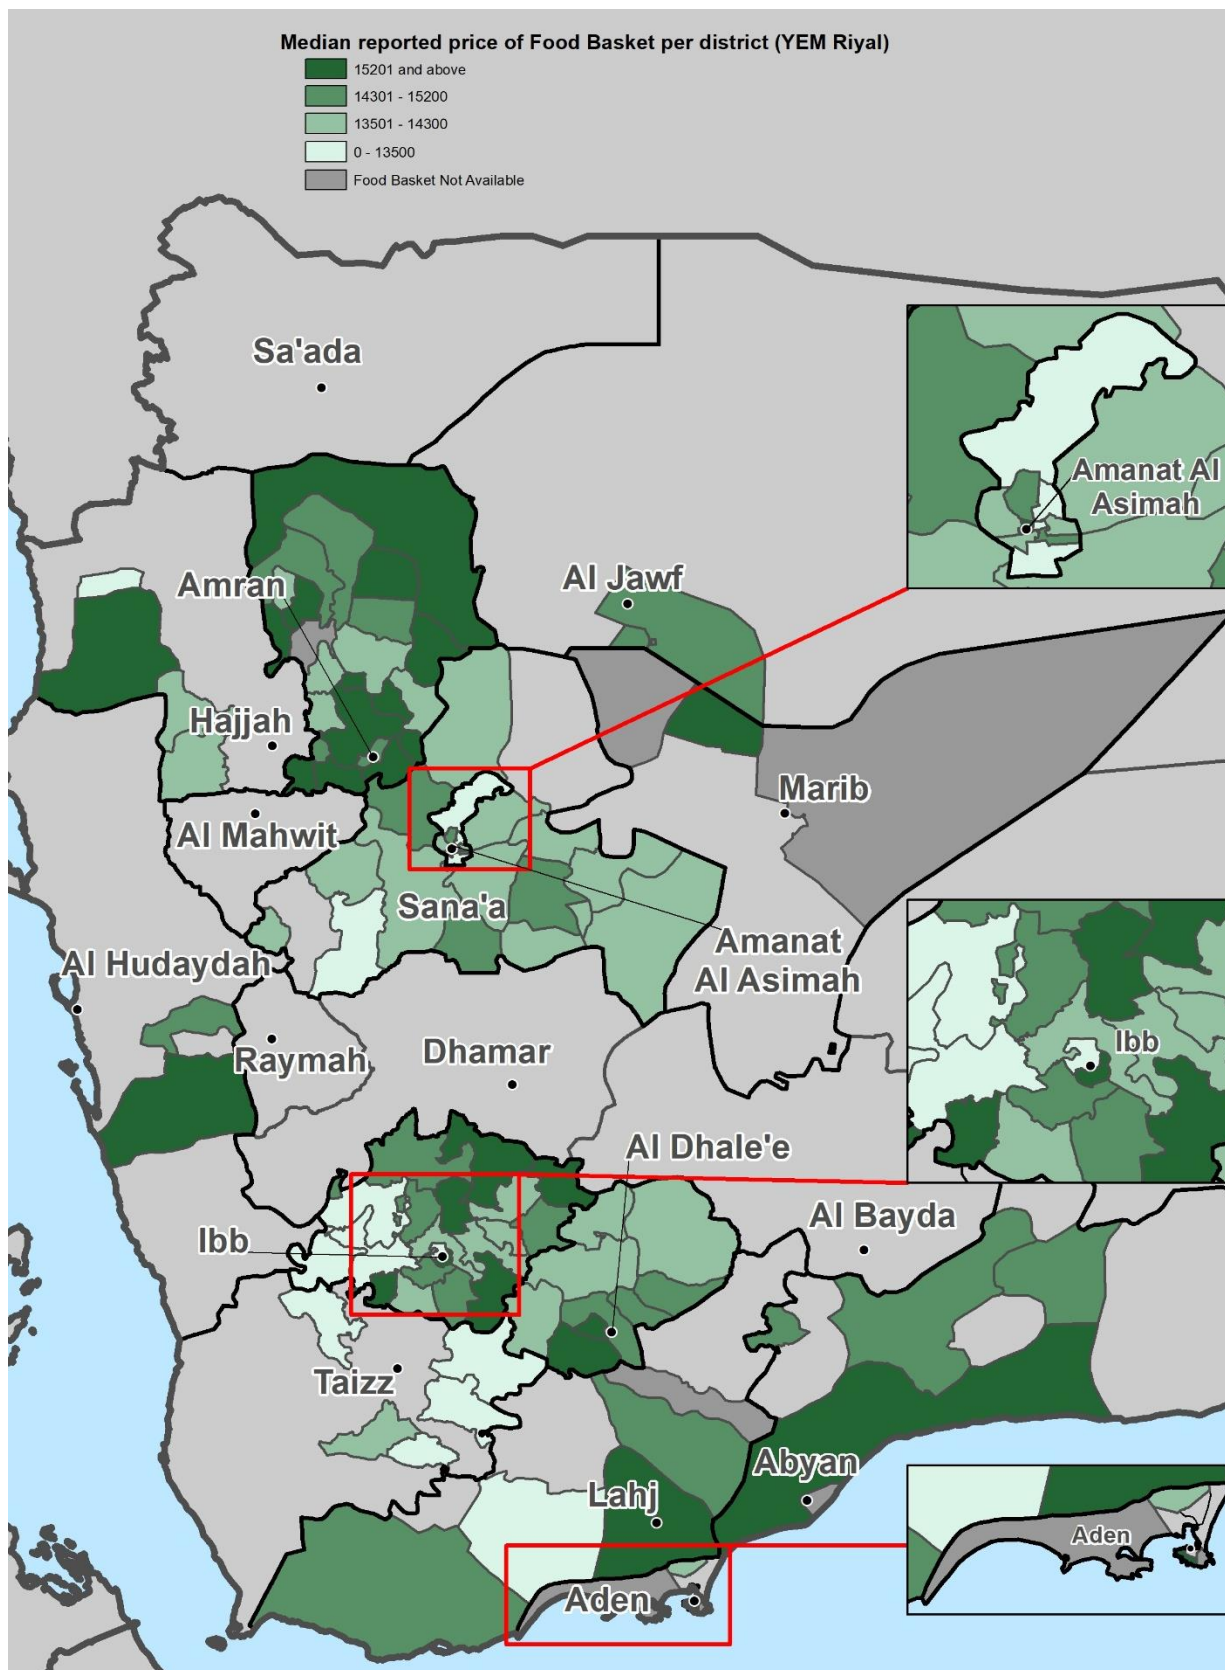 Median reported price of Food Basket per district (YEM Riyal)
15201 and above
14301 - 15200
13501 - 14300
0 - 13500
Food Basket Not Available
Sa'ada
Amanat Al
Asimah
Amran
Al Jawf
Hajjah
Marib
Al Mahwit
Sana'a
Amanat
Al Asimah
Al Hudaydah
Raymah
Dhamar
Ibb
Al Dhale'e
Al Bayda
Ibb
Taizz
Abyan
Lahj
Aden
Aden